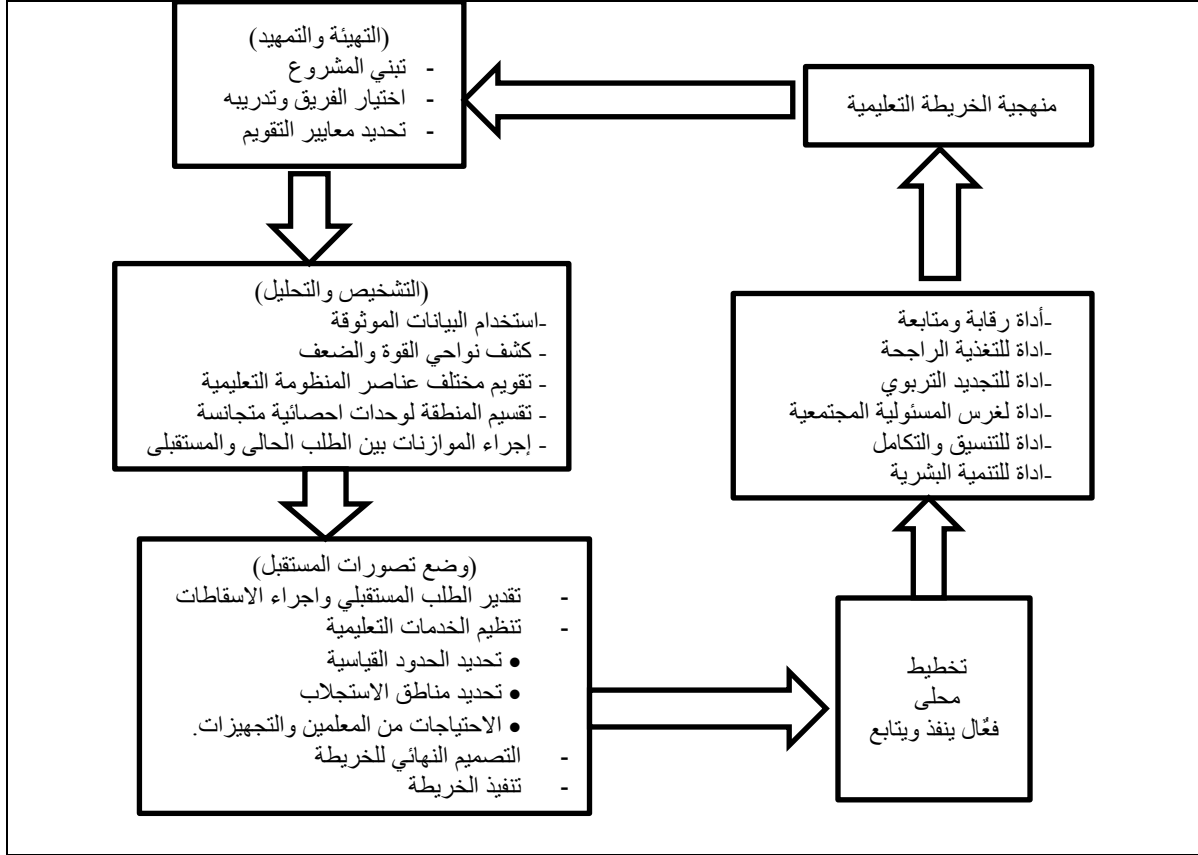 منهجية الخريطة التعليمية
(التهيئة والتمهيد)
- تبني المشروع
- اختيار الفريق وتدريبه
- تحديد معايير التقويم
(التشخيص والتحليل)
-استخدام البيانات الموثوقة
- كشف نواحي القوة والضعف
- تقويم مختلف عناصر المنظومة التعليمية
- تقسيم المنطقة لوحدات احصائية متجانسة
- إجراء الموازنات بين الطلب الحالى والمستقبلى
(وضع تصورات المستقبل)
- تقدير الطلب المستقبلي واجراء الاسقاطات
- تنظيم الخدمات التعليمية
• تحديد الحدود القياسية
• تحديد مناطق الاستجلاب
• الاحتياجات من المعلمين والتجهيزات.
- التصميم النهائي للخريطة
- تنفيذ الخريطة
تخطيط
محلى
فعٌال ينفذ ويتابع
-أداة رقابة ومتابعة
-اداة للتغذية الراجحة
-اداة للتجديد التربوي
-اداة لغرس المسئولية المجتمعية
-اداة للتنسيق والتكامل
-اداة للتنمية البشرية